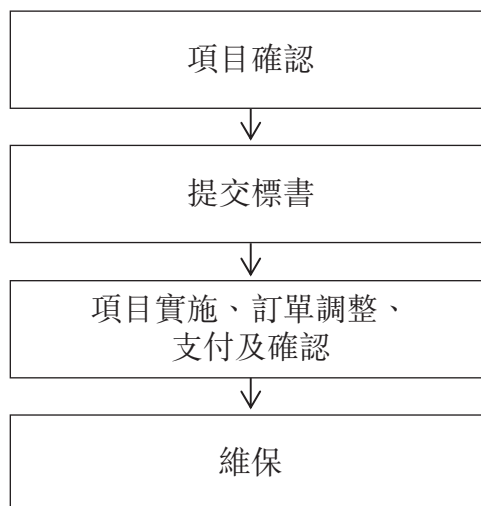 項目確認
提交標書
項目實施、訂單調整、
支付及確認
維保